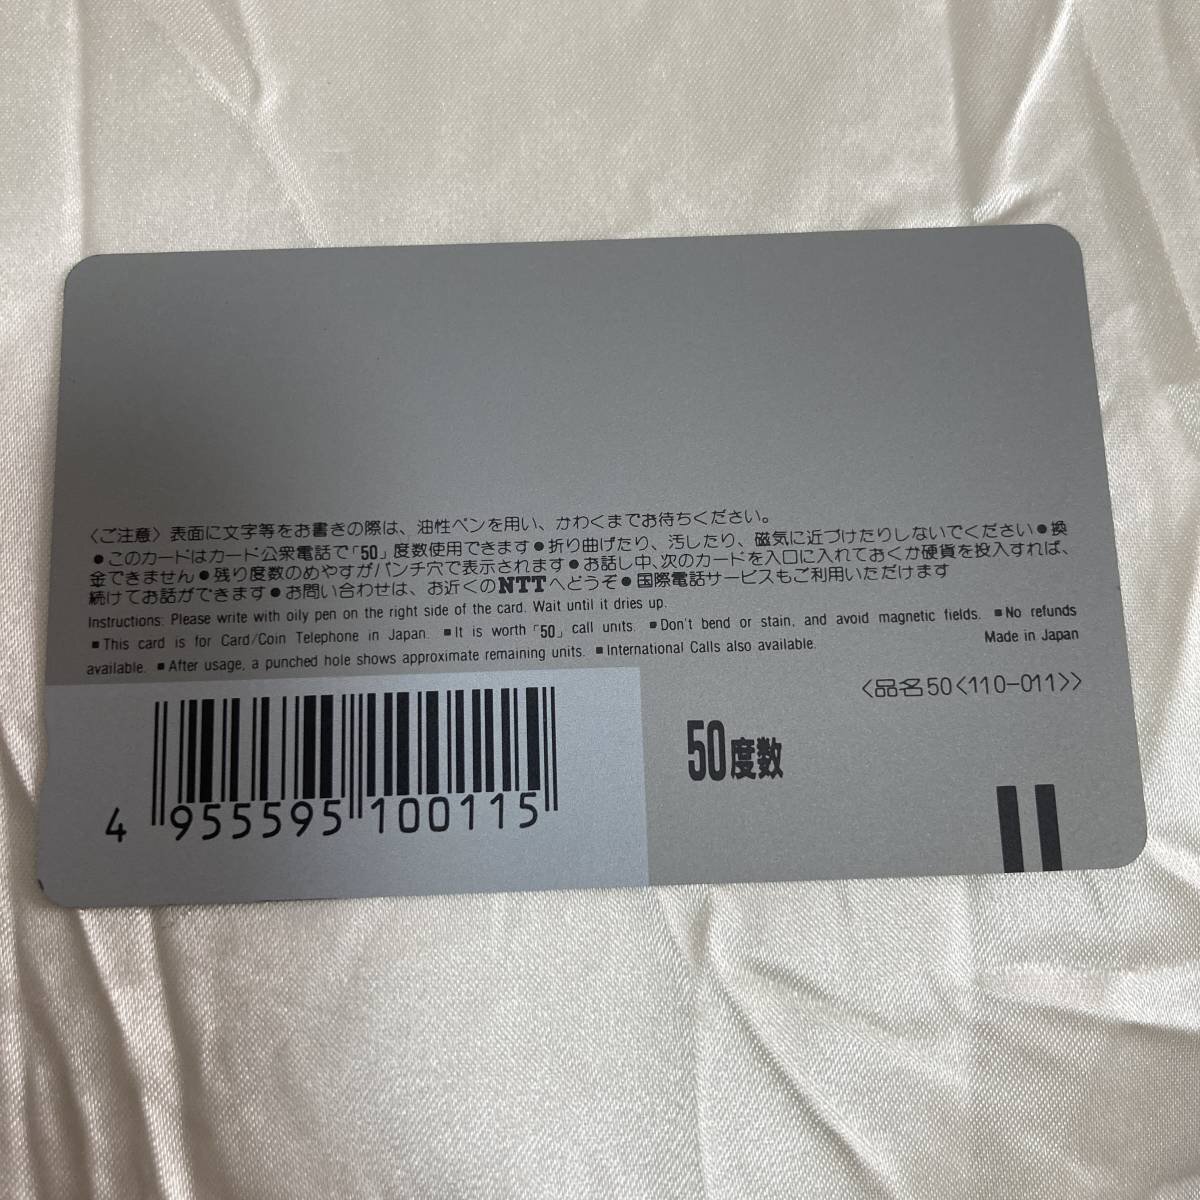 〈ご注意〉表面に文字等をお書きの際は、油性ペンを用い、かわくまでお待ちください。
●このカードはカード公衆電話で「50」度数使用できます●折り曲げたり、汚したり、磁気に近づけたりしないでください●換
金できません●残り度数のめやすがパンチ穴で表示されます●お話し中、次のカードを入口に入れておくか硬貨を投入すれば、
続けてお話ができます●お問い合わせは、お近くのNTTへどうぞ●国際電話サービスもご利用いただけます
Instructions: Please write with oily pen on the right side of the card. Wait until it dries up.
■This card is for Card/Coin Telephone in Japan. ■It is worth「50」call units. ■Don't bend or stain, and avoid magnetic fields. ■No refunds
available. ■After usage, a punched hole shows approximate remaining units. ■International Calls also available.
Made in Japan
〈品名50〈110-011〉〉
50度数
4 955595 100115